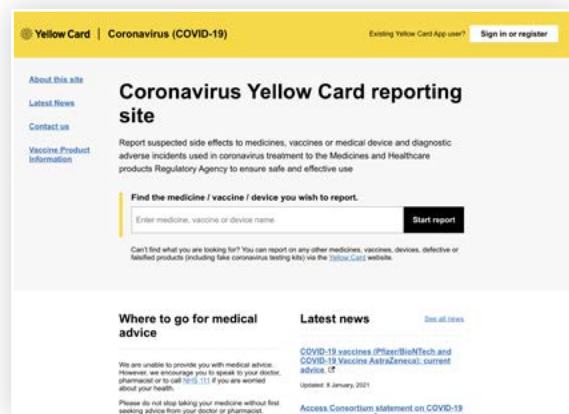 Yellow Card | Coronavirus (COVID-19)
Existing Yellow Card App user?
Sign in or register
About this site
Latest News
Contact us
Vaccine Product
Information
Coronavirus Yellow Card reporting
site
Report suspected side effects to medicines, vaccines or medical device and diagnostic
adverse incidents used in coronavirus treatment to the Medicines and Healthcare
products Regulatory Agency to ensure safe and effective use
Find the medicine / vaccine / device you wish to report.
Enter medicine, vaccine or device name
Start report
Can't find what you are looking for? You can report on any other medicines, vaccines, devices, defective or
falsified products (including fake coronavirus testing kits) via the Yellow Card website.
Where to go for medical
advice
We are unable to provide you with medical advice.
However, we encourage you to speak to your doctor,
pharmacist or to call NHS 111 if you are worried
about your health.
Please do not stop taking your medicine without first
seeking advice from your doctor or pharmacist.
Latest news
See all news
COVID-19 vaccines (Pfizer/BioNTech and
COVID-19 Vaccine AstraZeneca): current
advice.
Updated: 8 January, 2021
Access Consortium statement on COVID-19